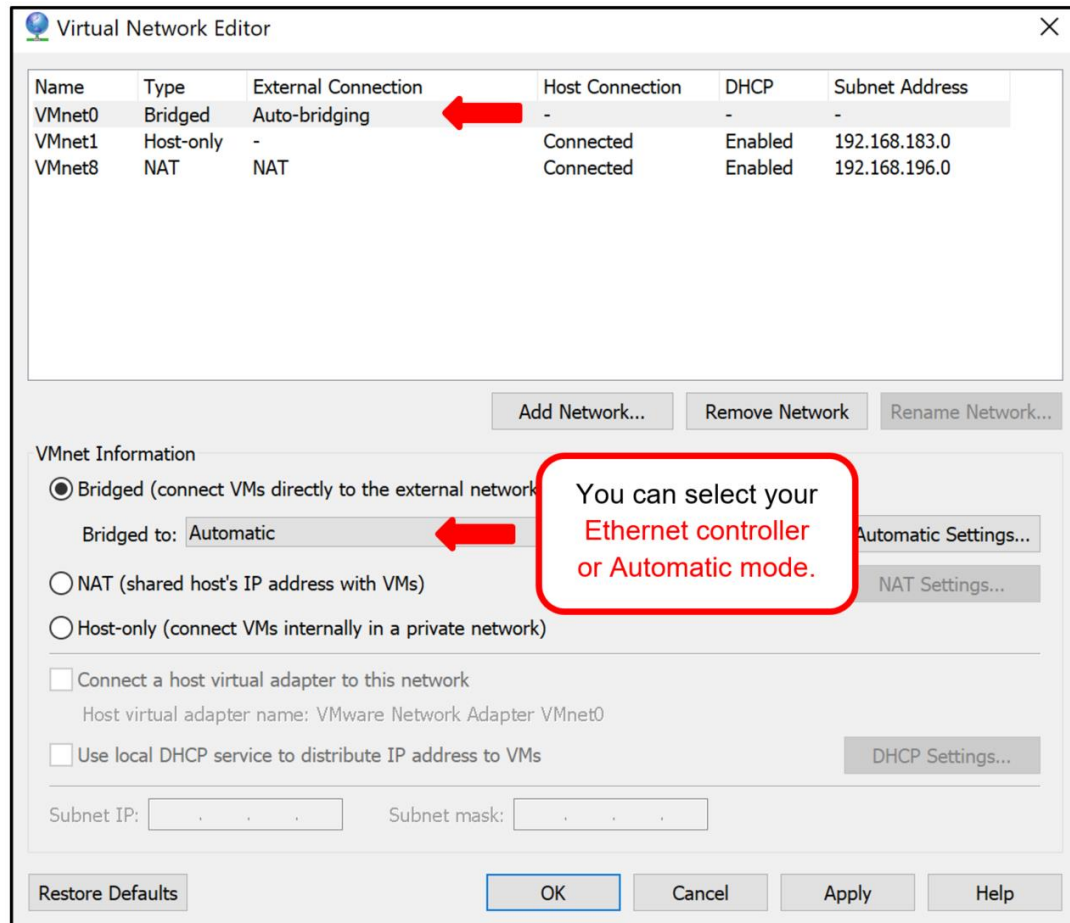 Virtual Network Editor
Name Type External Connection Host Connection DHCP Subnet Address
VMnet0 Bridged Auto-bridging - - -
VMnet1 Host-only - Connected Enabled 192.168.183.0
VMnet8 NAT NAT Connected Enabled 192.168.196.0
Add Network... Remove Network Rename Network...
VMnet Information
Bridged (connect VMs directly to the external network
Bridged to: Automatic Automatic Settings...
You can select your
Ethernet controller
or Automatic mode.
NAT (shared host's IP address with VMs) NAT Settings...
Host-only (connect VMs internally in a private network)
Connect a host virtual adapter to this network
Host virtual adapter name: VMware Network Adapter VMnet0
Use local DHCP service to distribute IP address to VMs DHCP Settings...
Subnet IP: . . . Subnet mask: . . .
Restore Defaults OK Cancel Apply Help